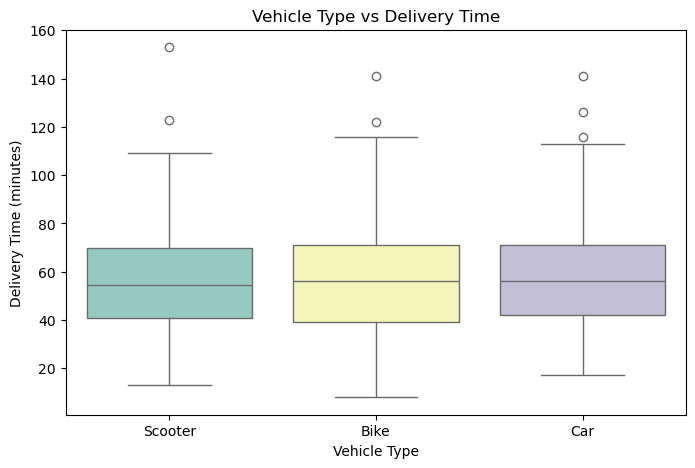 Vehicle Type vs Delivery Time
Delivery Time (minutes)
160
140
120
100
80
60
40
20
Scooter
Bike
Car
Vehicle Type